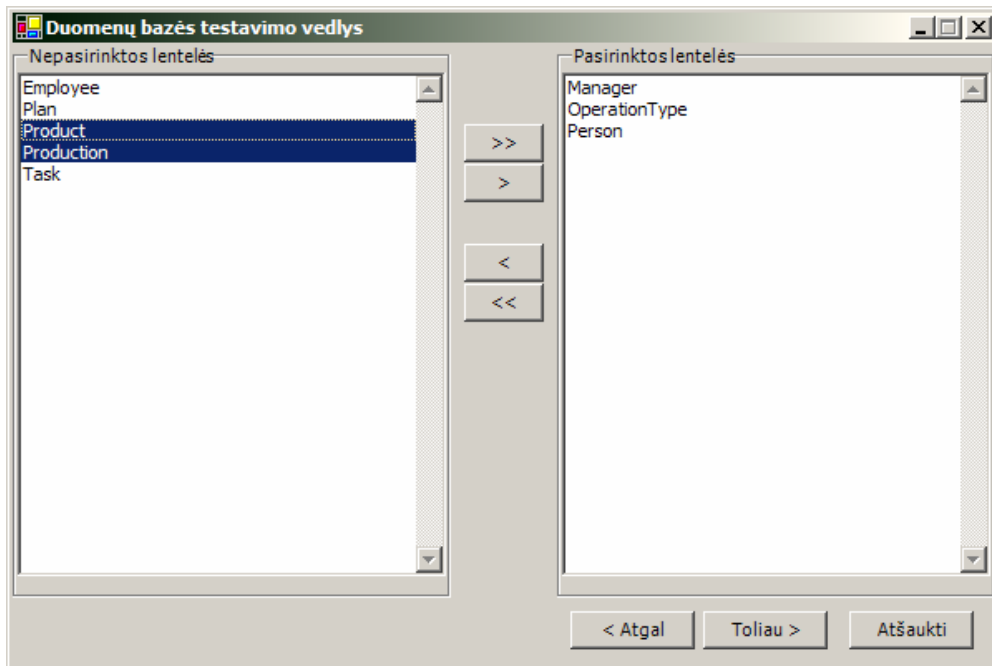 Duomenų bazės testavimo vedlys
Nepasirinktos lentelės
Employee
Plan
Product
Production
Task
>>
>
<
<<
Pasirinktos lentelės
Manager
OperationType
Person
< Atgal
Toliau >
Atšaukti